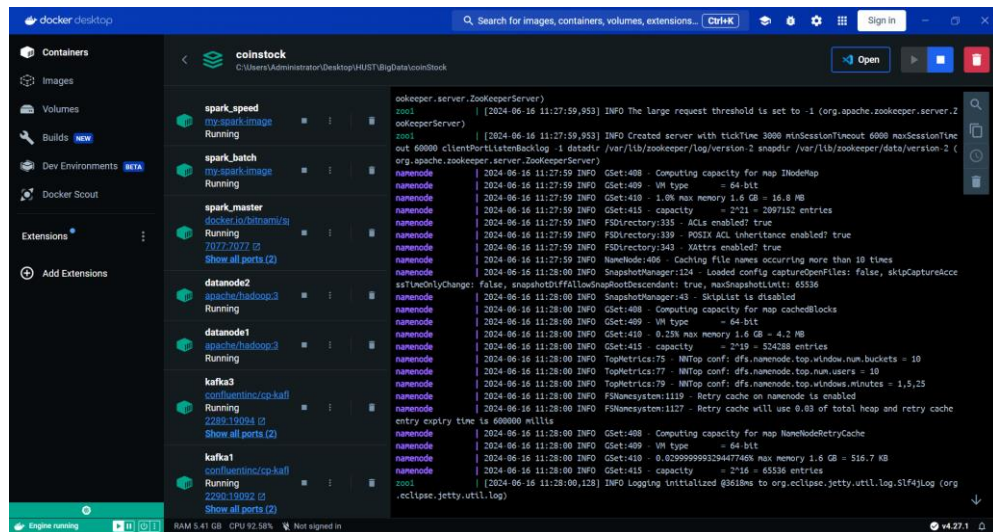 docker desktop
Search for images, containers, volumes, extensions... Ctrl+K
Sign in
Containers
Images
Volumes
Builds NEW
Dev Environments BETA
Docker Scout
Extensions
Add Extensions
coinstock
C:\Users\Administrator\Desktop\HUST\BigData\coinStock
Open
spark_speed
my-spark-image
Running
spark_batch
my-spark-image
Running
spark_master
docker.io/bitnami/s
Running
7077:7077
Show all ports (2)
datanode2
apache/hadoop:3
Running
datanode1
apache/hadoop:3
Running
kafka3
confluentinc/cp-kafl
Running
2289:19094
Show all ports (2)
kafka1
confluentinc/cp-kafl
Running
2290:19092
Show all ports (2)
ookeeper.server.ZooKeeperServer)
zoo1 | [2024-06-16 11:27:59,953] INFO The large request threshold is set to -1 (org.apache.zookeeper.server.Z
ooKeeperServer)
zoo1 | [2024-06-16 11:27:59,953] INFO Created server with tickTime 3000 minSessionTimeout 6000 maxSessionTime
out 60000 clientPortListenBacklog -1 datadir /var/lib/zookeeper/log/version-2 snapdir /var/lib/zookeeper/data/version-2 (
org.apache.zookeeper.server.ZooKeeperServer)
namenode | 2024-06-16 11:27:59 INFO GSet:408 - Computing capacity for map INodeMap
namenode | 2024-06-16 11:27:59 INFO GSet:409 - VM type = 64-bit
namenode | 2024-06-16 11:27:59 INFO GSet:410 - 1.0% max memory 1.6 GB = 16.8 MB
namenode | 2024-06-16 11:27:59 INFO GSet:415 - capacity = 2^21 = 2097152 entries
namenode | 2024-06-16 11:27:59 INFO FSDirectory:335 - ACLs enabled? true
namenode | 2024-06-16 11:27:59 INFO FSDirectory:339 - POSIX ACL inheritance enabled? true
namenode | 2024-06-16 11:27:59 INFO FSDirectory:343 - XAttrs enabled? true
namenode | 2024-06-16 11:27:59 INFO NameNode:406 - Caching file names occurring more than 10 times
namenode | 2024-06-16 11:28:00 INFO SnapshotManager:124 - Loaded config captureOpenFiles: false, skipCaptureAcce
ssTimeOnlyChange: false, snapshotDiffAllowSnapRootDescendant: true, maxSnapshotLimit: 65536
namenode | 2024-06-16 11:28:00 INFO SnapshotManager:43 - SkipList is disabled
namenode | 2024-06-16 11:28:00 INFO GSet:408 - Computing capacity for map cachedBlocks
namenode | 2024-06-16 11:28:00 INFO GSet:409 - VM type = 64-bit
namenode | 2024-06-16 11:28:00 INFO GSet:410 - 0.25% max memory 1.6 GB = 4.2 MB
namenode | 2024-06-16 11:28:00 INFO GSet:415 - capacity = 2^19 = 524288 entries
namenode | 2024-06-16 11:28:00 INFO TopMetrics:75 - NNTop conf: dfs.namenode.top.window.num.buckets = 10
namenode | 2024-06-16 11:28:00 INFO TopMetrics:77 - NNTop conf: dfs.namenode.top.num.users = 10
namenode | 2024-06-16 11:28:00 INFO TopMetrics:79 - NNTop conf: dfs.namenode.top.windows.minutes = 1,5,25
namenode | 2024-06-16 11:28:00 INFO FSNamesystem:1119 - Retry cache on namenode is enabled
namenode | 2024-06-16 11:28:00 INFO FSNamesystem:1127 - Retry cache will use 0.03 of total heap and retry cache
entry expiry time is 600000 millis
namenode | 2024-06-16 11:28:00 INFO GSet:408 - Computing capacity for map NameNodeRetryCache
namenode | 2024-06-16 11:28:00 INFO GSet:409 - VM type = 64-bit
namenode | 2024-06-16 11:28:00 INFO GSet:410 - 0.029999999329447746% max memory 1.6 GB = 516.7 KB
namenode | 2024-06-16 11:28:00 INFO GSet:415 - capacity = 2^16 = 65536 entries
zoo1 | [2024-06-16 11:28:00,128] INFO Logging initialized @3618ms to org.eclipse.jetty.util.log.Slf4jLog (org
.eclipse.jetty.util.log)
Engine running
RAM 5.41 GB CPU 92.58% Not signed in
v4.27.1